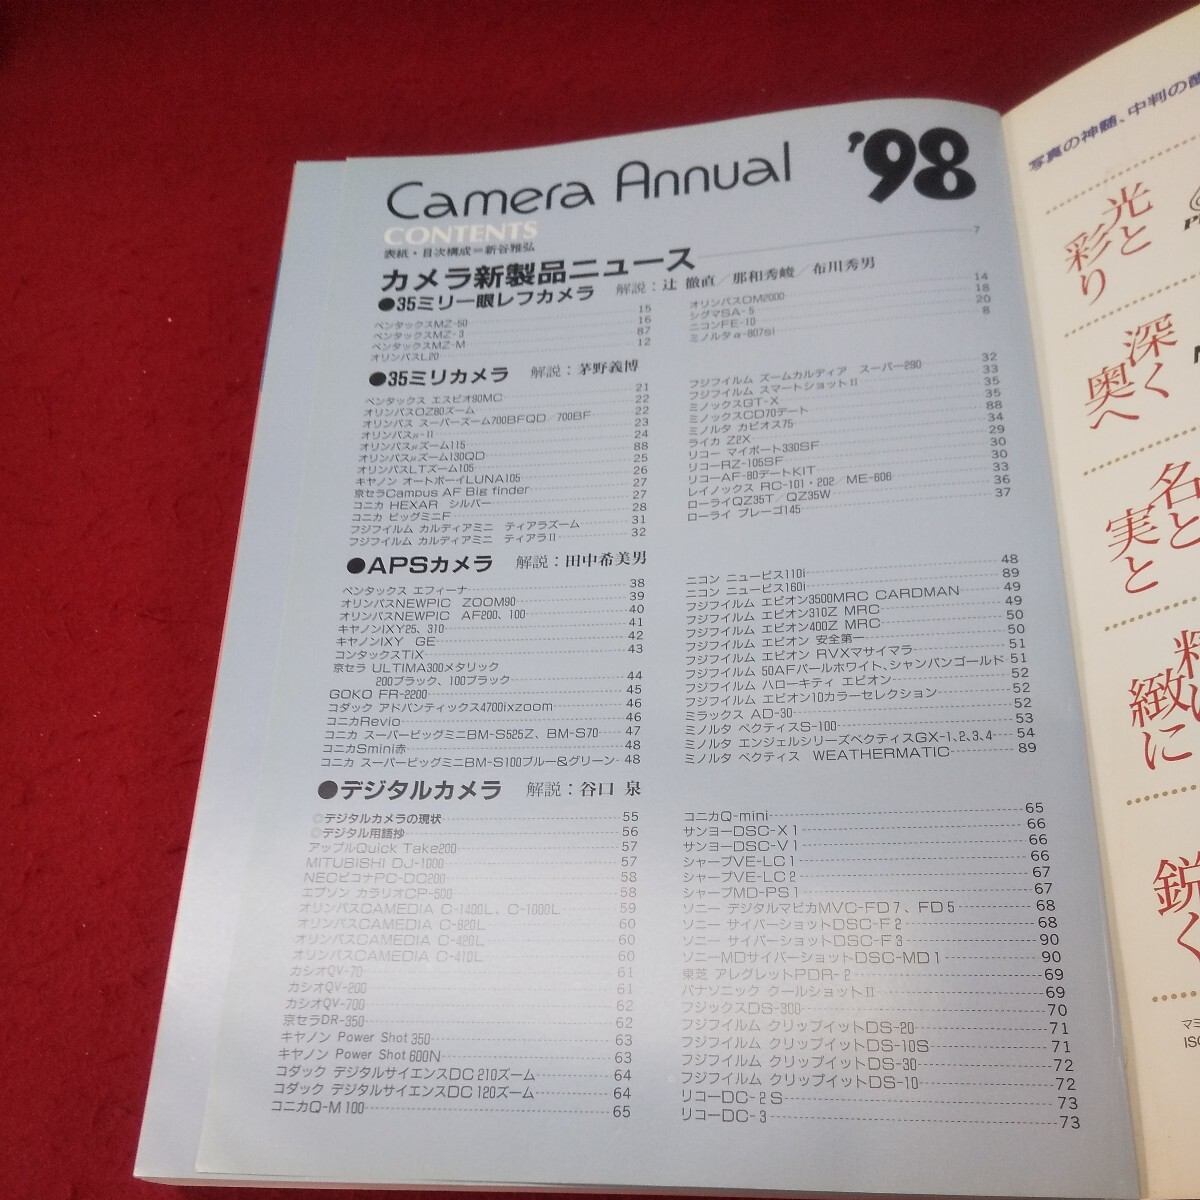 Camera Annual '98
CONTENTS
表紙・目次構成=新谷雅弘
カメラ新製品ニュース 7
●35ミリ一眼レフカメラ 解説:辻 徹直/那和秀峻/布川秀男
ペンタックスMZ-50 15
ペンタックスMZ-3 16
ペンタックスMZ-M 87
オリンパスL20 12
オリンパスOM2000 14
シグマSA-5 18
ニコンFE-10 20
ミノルタα-807si 8
●35ミリカメラ 解説:茅野義博
ペンタックス エスピオ90MC 21
オリンパスOZ80ズーム 22
オリンパス スーパーズーム700BFQD/700BF 22
オリンパスμ-II 23
オリンパスμズーム115 24
オリンパスμズーム130QD 88
オリンパスLTズーム105 25
キヤノン オートボーイLUNA105 26
京セラCampus AF Big finder 27
コニカ HEXAR シルバー 27
コニカ ビッグミニF 28
フジフイルム カルディアミニ ティアラズーム 31
フジフイルム カルディアミニ ティアラII 32
フジフイルム ズームカルディア スーパー290 32
フジフイルム スマートショットII 33
ミノックスGT-X 35
ミノックスCD70デート 35
ミノルタ カピオス75 88
ライカ Z2X 34
リコー マイポート330SF 29
リコーRZ-105SF 30
リコーAF-80デートKIT 30
レイノックス RC-101・202/ME-606 33
ローライQZ35T/QZ35W 36
ローライ プレーゴ145 37
●APSカメラ 解説:田中希美男
ペンタックス エフィーナ 38
オリンパスNEWPIC ZOOM90 39
オリンパスNEWPIC AF200、100 40
キヤノンIXY25、310 41
キヤノンIXY GE 42
コンタックスTiX 43
京セラ ULTIMA300メタリック
200ブラック、100ブラック 44
GOKO FR-2200 45
コダック アドバンティックス4700ixzoom 46
コニカRevio 46
コニカ スーパービッグミニBM-S525Z、BM-S70 47
コニカSmini赤 48
コニカ スーパービッグミニBM-S100ブルー&グリーン 48
ニコン ニュービス110i 48
ニコン ニュービス160i 89
フジフイルム エピオン3500MRC CARDMAN 49
フジフイルム エピオン310Z MRC 49
フジフイルム エピオン400Z MRC 50
フジフイルム エピオン 安全第一 50
フジフイルム エピオン RVXマサイマラ 51
フジフイルム 50AFパールホワイト、シャンパンゴールド 51
フジフイルム ハローキティ エピオン 52
フジフイルム エピオン10カラーセレクション 52
ミラックス AD-30 52
ミノルタ ベクティスS-100 53
ミノルタ エンジェルシリーズベクティスGX-1、2、3、4 54
ミノルタ ベクティス WEATHERMATIC 89
●デジタルカメラ 解説:谷口 泉
◎デジタルカメラの現状 55
◎デジタル用語抄 56
アップルQuick Take200 57
MITUBISHI DJ-1000 57
NECピコナPC-DC200 58
エプソン カラリオCP-500 58
オリンパスCAMEDIA C-1400L、C-1000L 59
オリンパスCAMEDIA C-820L 60
オリンパスCAMEDIA C-420L 60
オリンパスCAMEDIA C-410L 60
カシオQV-70 61
カシオQV-200 61
カシオQV-700 62
京セラDR-350 62
キヤノン Power Shot 350 63
キヤノン Power Shot 600N 63
コダック デジタルサイエンスDC210ズーム 64
コダック デジタルサイエンスDC120ズーム 64
コニカQ-M100 65
コニカQ-mini 65
サンヨーDSC-X1 66
サンヨーDSC-V1 66
シャープVE-LC1 66
シャープVE-LC2 67
シャープMD-PS1 67
ソニー デジタルマビカMVC-FD7、FD5 68
ソニー サイバーショットDSC-F2 68
ソニー サイバーショットDSC-F3 90
ソニーMDサイバーショットDSC-MD1 90
東芝 アレグレットPDR-2 69
パナソニック クールショットII 69
フジックスDS-300 70
フジフイルム クリップイットDS-20 71
フジフイルム クリップイットDS-10S 71
フジフイルム クリップイットDS-30 72
フジフイルム クリップイットDS-10 72
リコーDC-2S 73
リコーDC-3 73
写真の神髄、中判の
光と
彩り
深く
奥へ
名と
実と
緻に
鋭く
マミ
ISO